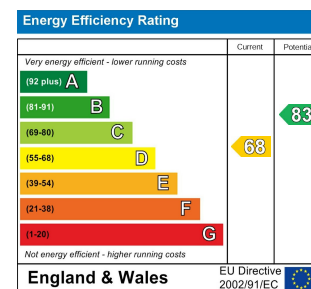 Energy Efficiency Rating
Current Potentia
Very energy efficient - lower running costs
(92 plus) A
(81-91) B
83
(69-80) C
68
(55-68) D
(39-54) E
(21-38) F
(1-20) G
Not energy efficient - higher running costs
England & Wales
EU Directive
2002/91/EC